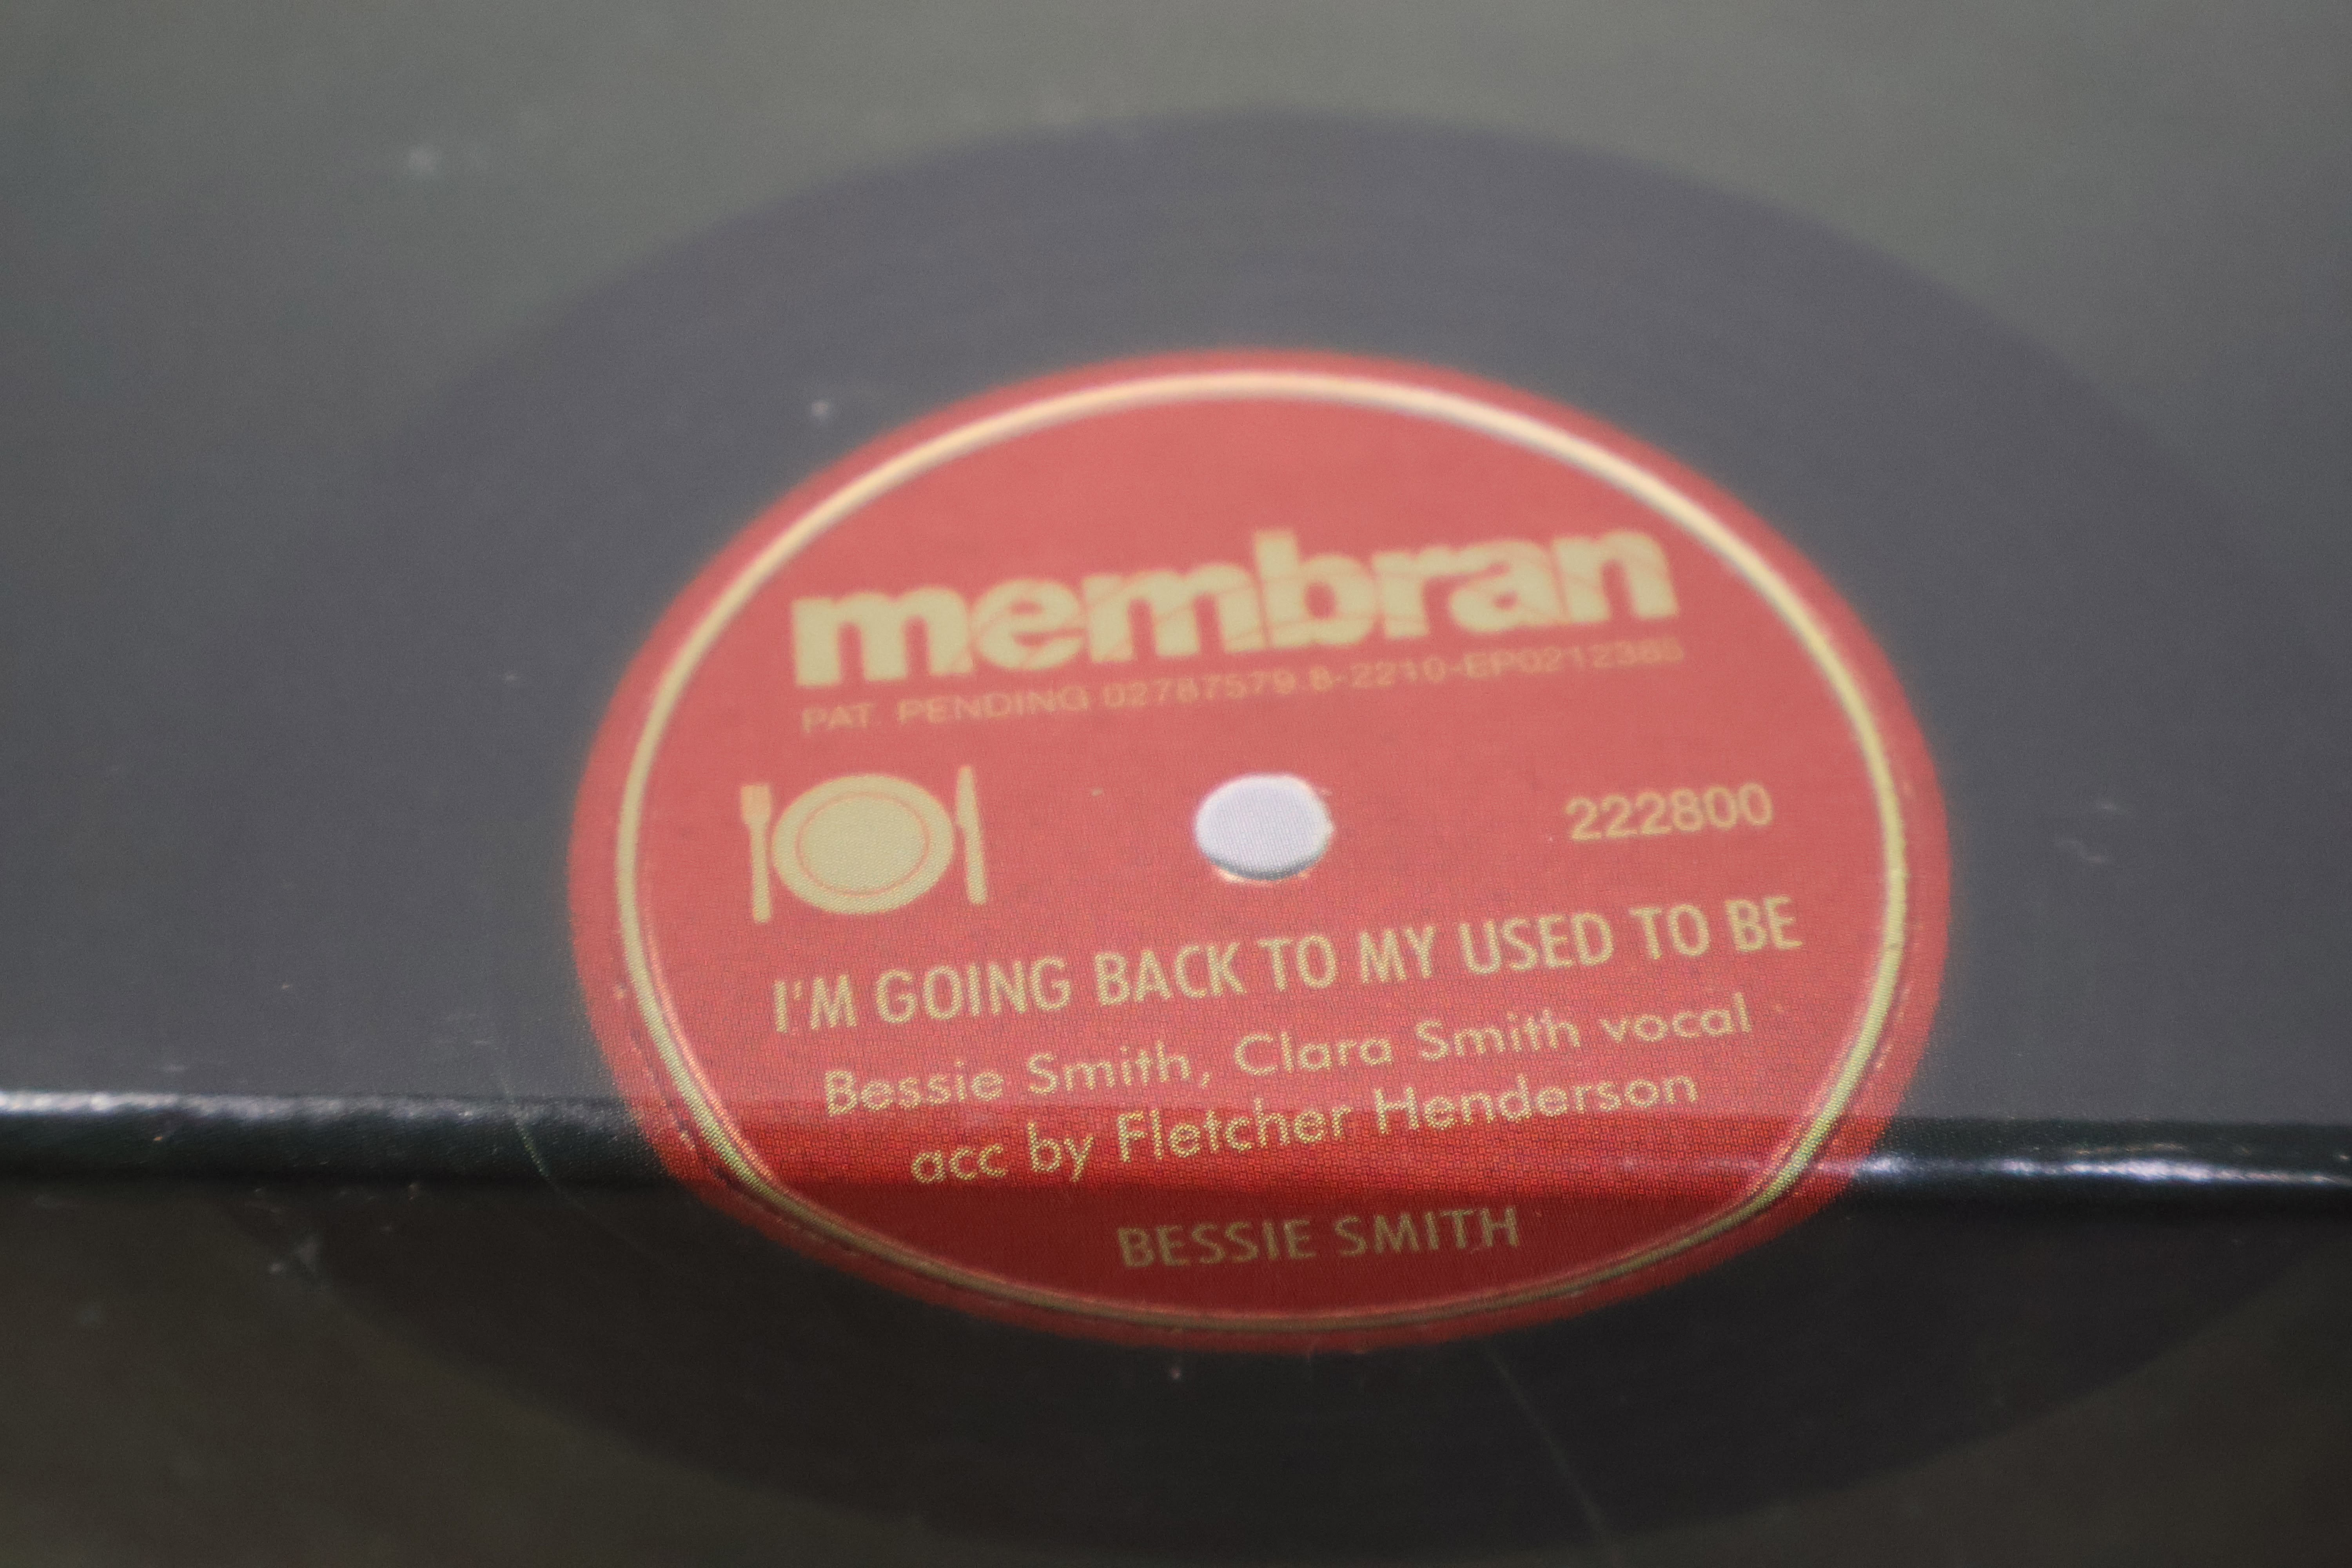 membran
PAT. PENDING 02787579.8-2210-EP0212365
222800
I'M GOING BACK TO MY USED TO BE
Bessie Smith, Clara Smith vocal
acc by Fletcher Henderson
BESSIE SMITH